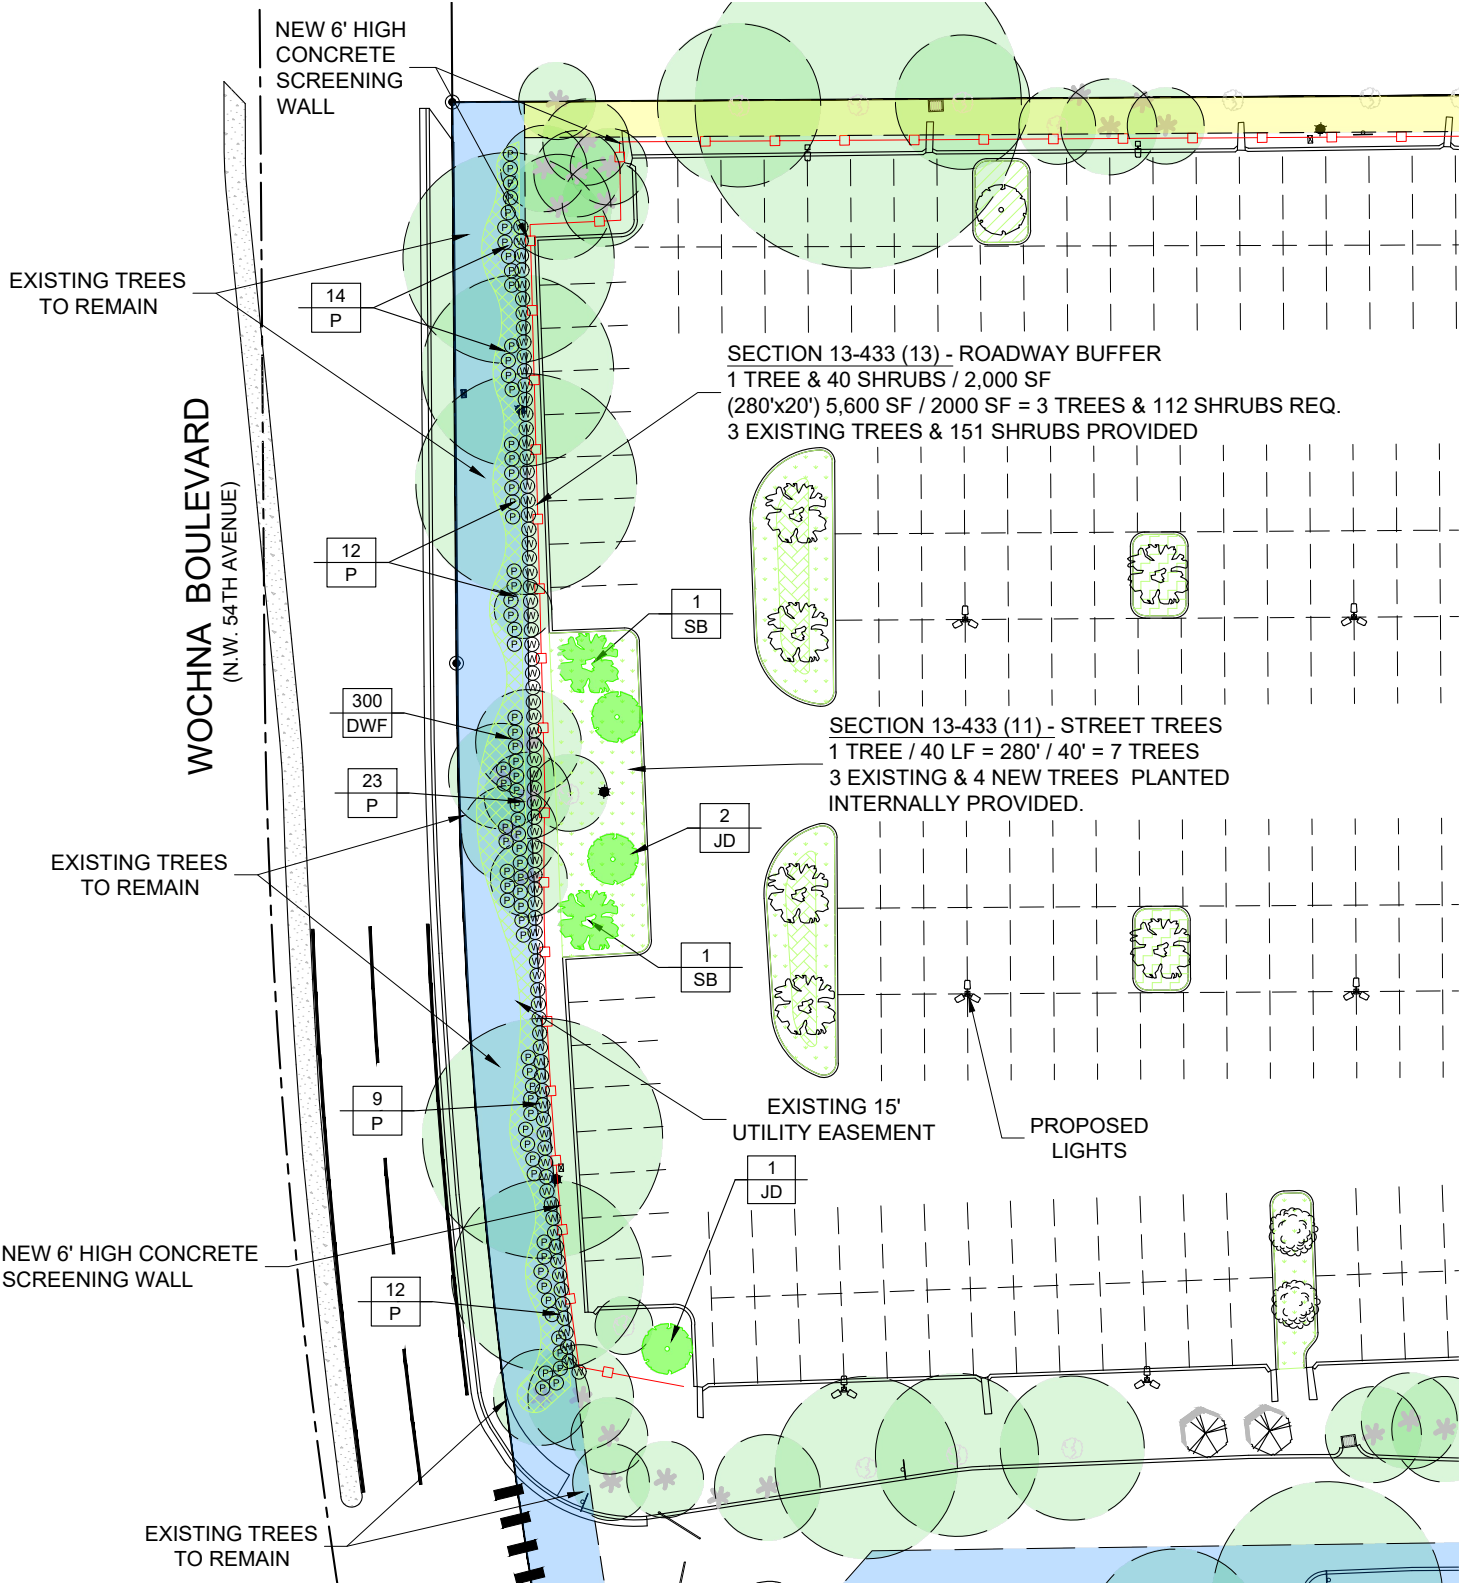 NEW 6' HIGH
CONCRETE
SCREENING
WALL
EXISTING TREES
TO REMAIN
14
P
SECTION 13-433 (13) - ROADWAY BUFFER
1 TREE & 40 SHRUBS / 2,000 SF
(280'x20') 5,600 SF / 2000 SF = 3 TREES & 112 SHRUBS REQ.
3 EXISTING TREES & 151 SHRUBS PROVIDED
WOCHNA BOULEVARD
(N.W. 54TH AVENUE)
12
P
1
SB
300
DWF
SECTION 13-433 (11) - STREET TREES
1 TREE / 40 LF = 280' / 40' = 7 TREES
3 EXISTING & 4 NEW TREES PLANTED
INTERNALLY PROVIDED.
23
P
2
JD
EXISTING TREES
TO REMAIN
1
SB
9
P
EXISTING 15'
UTILITY EASEMENT
PROPOSED
LIGHTS
1
JD
NEW 6' HIGH CONCRETE
SCREENING WALL
12
P
EXISTING TREES
TO REMAIN